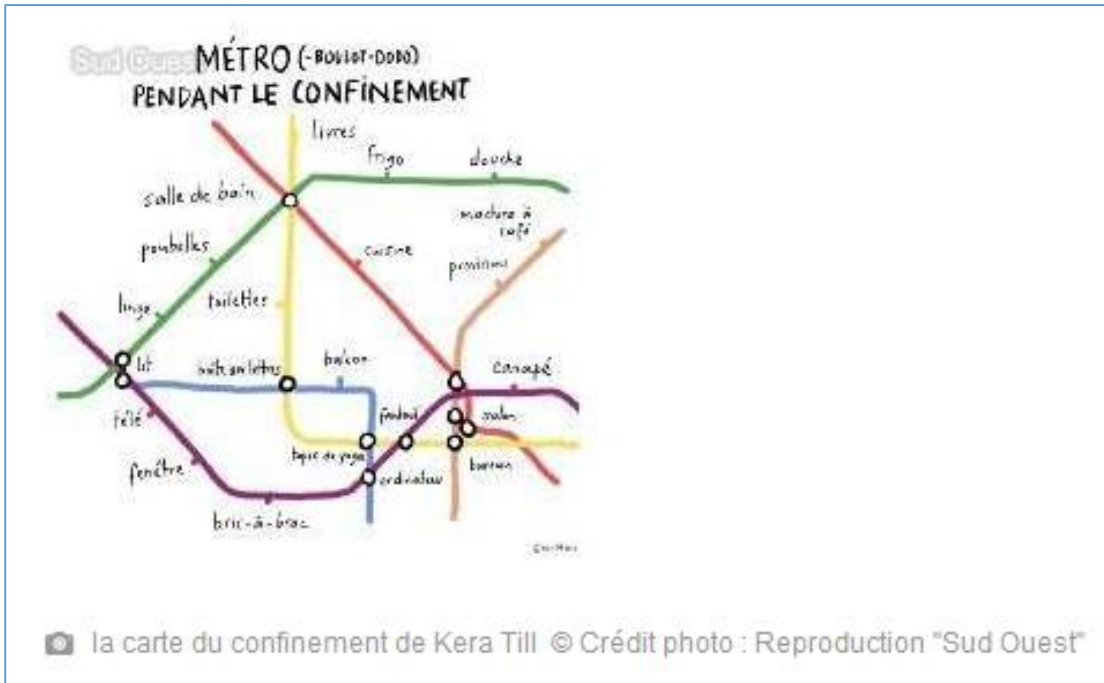 Sud Ouest
MÉTRO (-BOULOT-DODO)
PENDANT LE CONFINEMENT
livres
frigo
douche
salle de bain
machine à
café
poubelles
cuisine
provisions
linge
toilettes
lit
boîte aux lettres
balcon
canapé
télé
fauteuil
salon
fenêtre
tapis de yoga
ordinateur
bureau
bric-à-brac
la carte du confinement de Kera Till © Crédit photo : Reproduction "Sud Ouest"